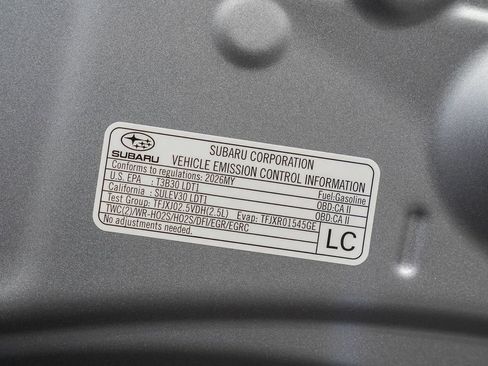 SUBARU
SUBARU CORPORATION
VEHICLE EMISSION CONTROL INFORMATION
Conforms to regulations: 2026MY Fuel:Gasoline
U.S. EPA : T3B30 LDT1 OBD:CA II
California : SULEV30 LDT1 OBD:CA II
Test Group: TFJXJ02.5VDH(2.5L) Evap: TFJXR01545GE
TWC(2)/WR-HO2S/HO2S/DFI/EGR/EGRC
No adjustments needed.
LC